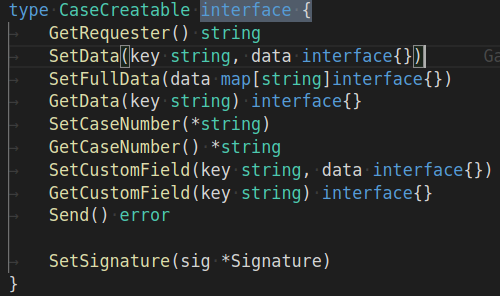 type CaseCreatable interface {
GetRequester() string
SetData(key string, data interface{}) Ga
SetFullData(data map[string]interface{})
GetData(key string) interface{}
SetCaseNumber(*string)
GetCaseNumber() *string
SetCustomField(key string, data interface{})
GetCustomField(key string) interface{}
Send() error
SetSignature(sig *Signature)
}